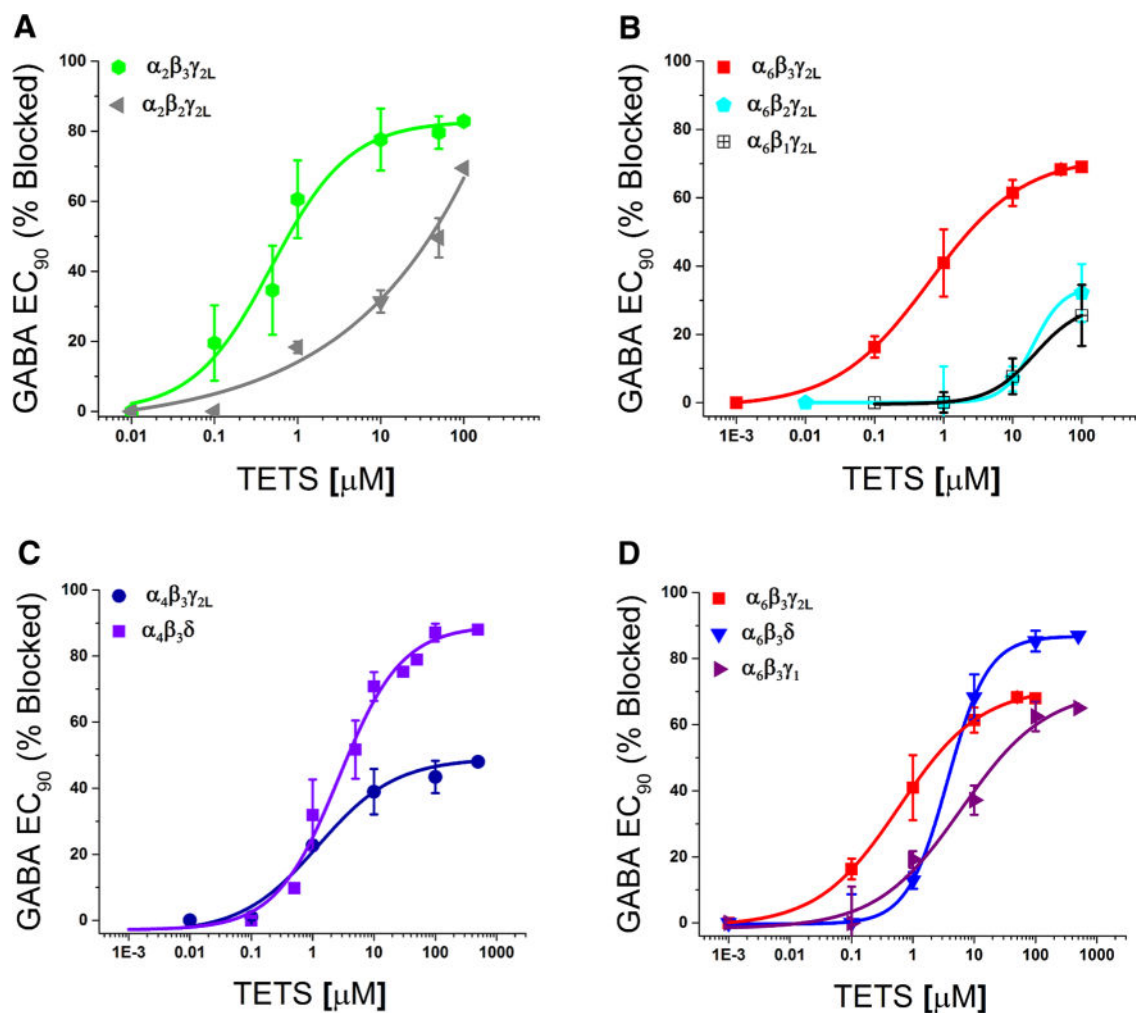 A
GABA EC₉₀ (% Blocked)
100
80
60
40
20
0
α₂β₃γ₂L
α₂β₂γ₂L
0.01 0.1 1 10 100
TETS [μM]
B
GABA EC₉₀ (% Blocked)
100
80
60
40
20
0
α₆β₃γ₂L
α₆β₂γ₂L
α₆β₁γ₂L
1E-3 0.01 0.1 1 10 100
TETS [μM]
C
GABA EC₉₀ (% Blocked)
100
80
60
40
20
0
α₄β₃γ₂L
α₄β₃δ
1E-3 0.01 0.1 1 10 100 1000
TETS [μM]
D
GABA EC₉₀ (% Blocked)
100
80
60
40
20
0
α₆β₃γ₂L
α₆β₃δ
α₆β₃γ₁
1E-3 0.01 0.1 1 10 100 1000
TETS [μM]